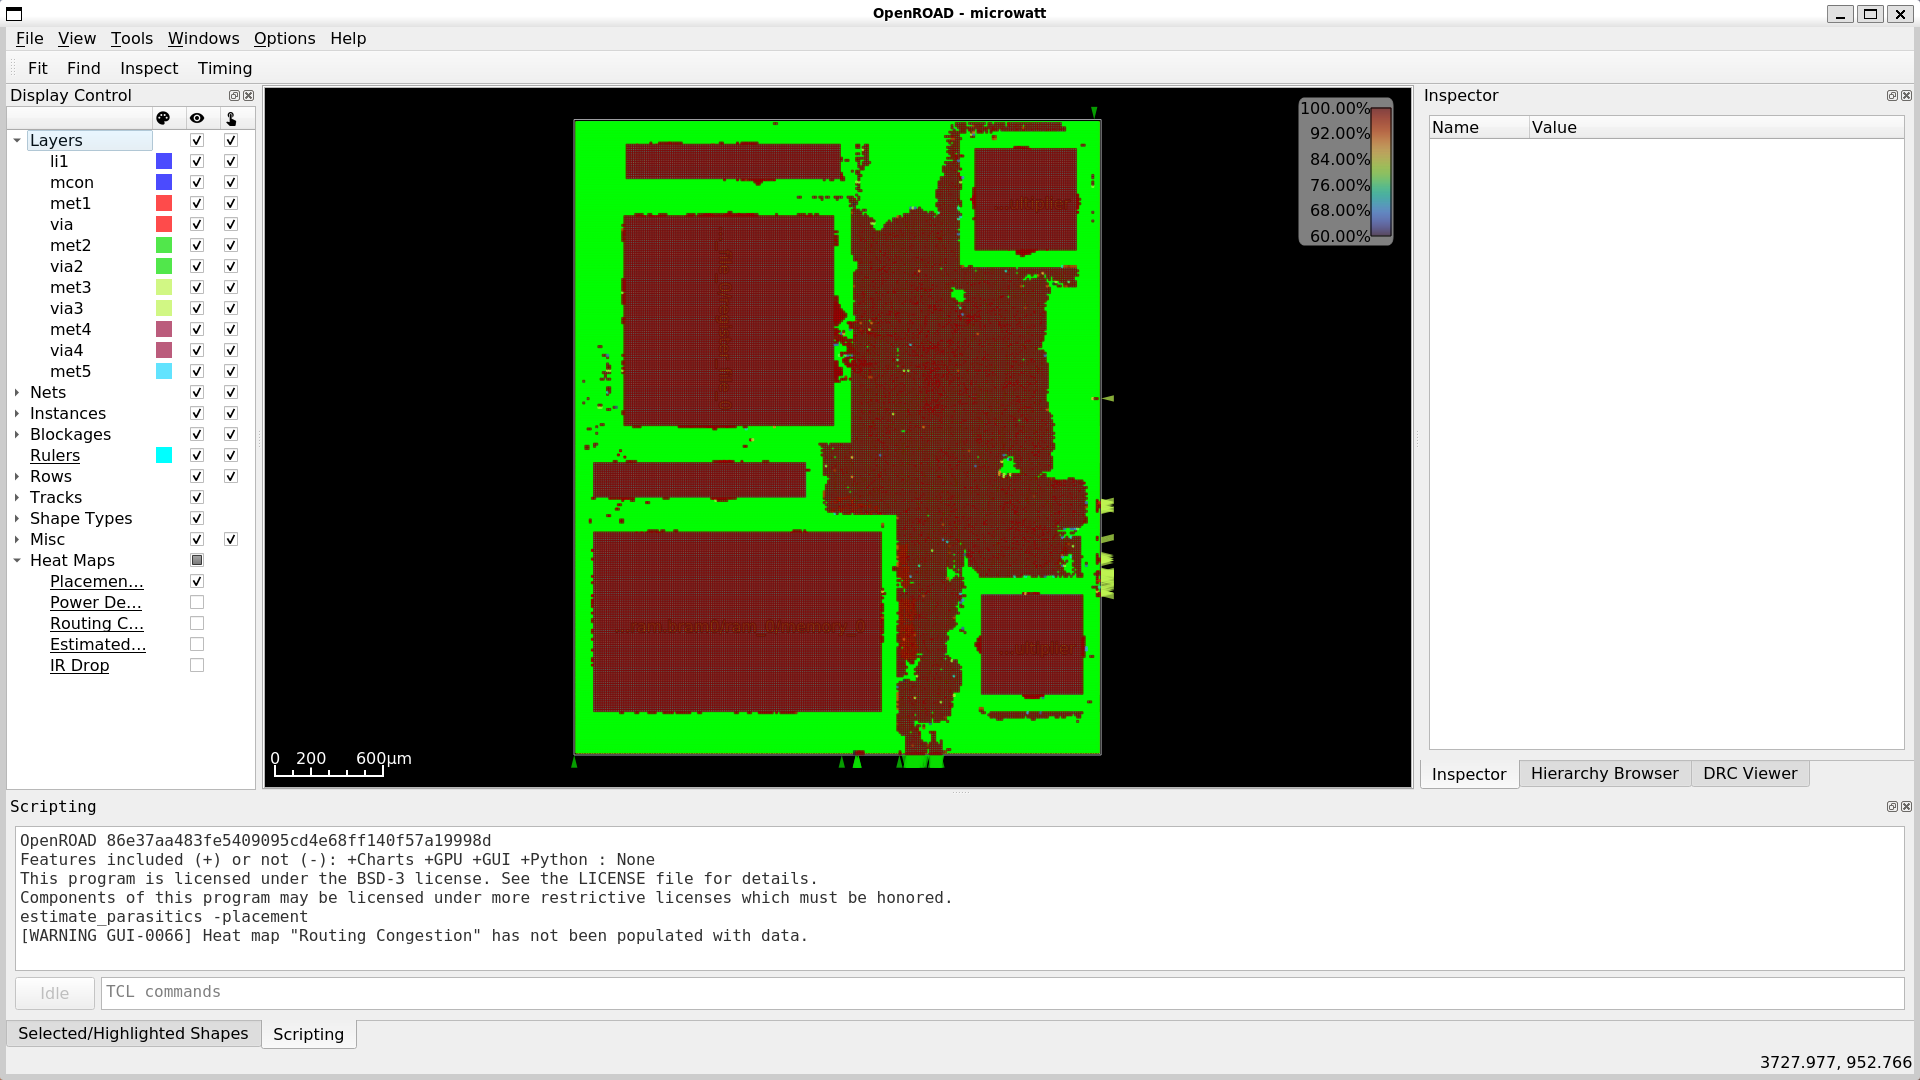 OpenROAD - microwatt
File View Tools Windows Options Help
Fit Find Inspect Timing
Display Control
Layers
li1
mcon
met1
via
met2
via2
met3
via3
met4
via4
met5
Nets
Instances
Blockages
Rulers
Rows
Tracks
Shape Types
Misc
Heat Maps
Placemen...
Power De...
Routing C...
Estimated...
IR Drop
100.00%
92.00%
84.00%
76.00%
68.00%
60.00%
0 200 600μm
Inspector
Name Value
Inspector Hierarchy Browser DRC Viewer
Scripting
OpenROAD 86e37aa483fe5409095cd4e68ff140f57a19998d
Features included (+) or not (-): +Charts +GPU +GUI +Python : None
This program is licensed under the BSD-3 license. See the LICENSE file for details.
Components of this program may be licensed under more restrictive licenses which must be honored.
estimate_parasitics -placement
[WARNING GUI-0066] Heat map "Routing Congestion" has not been populated with data.
Idle TCL commands
Selected/Highlighted Shapes Scripting
3727.977, 952.766